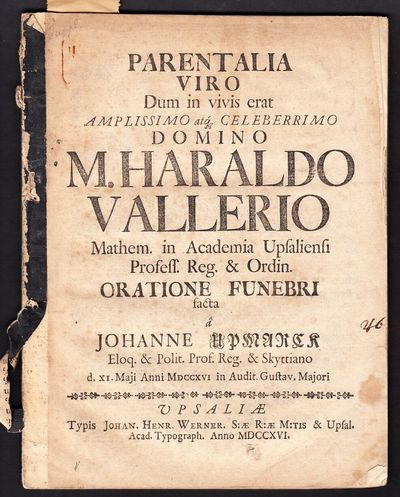 PARENTALIA
VIRO
Dum in vivis erat
AMPLISSIMO atq; CELEBERRIMO
DOMINO
M. HARALDO
VALLERIO
Mathem. in Academia Upſalienſi
Profeſſ. Reg. & Ordin.
ORATIONE FUNEBRI
facta
â
JOHANNE UPMARCK
Eloq. & Polit. Prof. Reg. & Skyttiano
d. XI. Maji Anni MDCCXVI in Audit. Guſtav. Majori
46
UPSALIÆ
Typis JOHAN. HENR. WERNER. S:Æ R:Æ M:TIS & Upſal.
Acad. Typograph. Anno MDCCXVI.